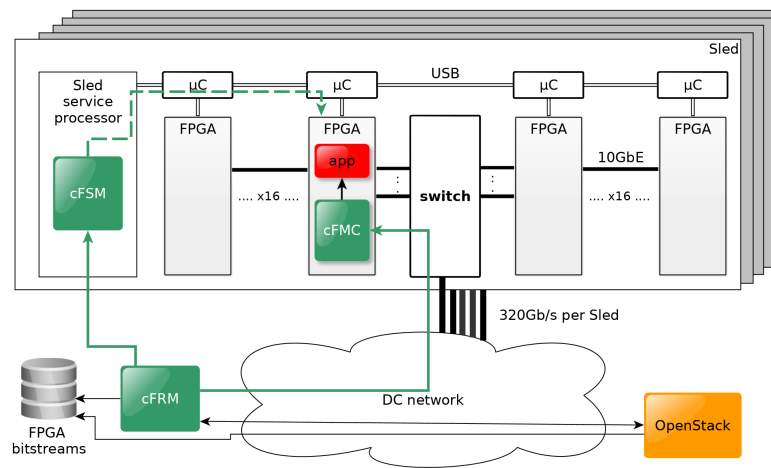 Sled
USB
Sled
service
processor
µC
µC
µC
µC
FPGA
FPGA
FPGA
FPGA
app
10GbE
cFSM
.... x16 ....
:
:
switch
.... x16 ....
cFMC
320Gb/s per Sled
cFRM
DC network
OpenStack
FPGA
bitstreams